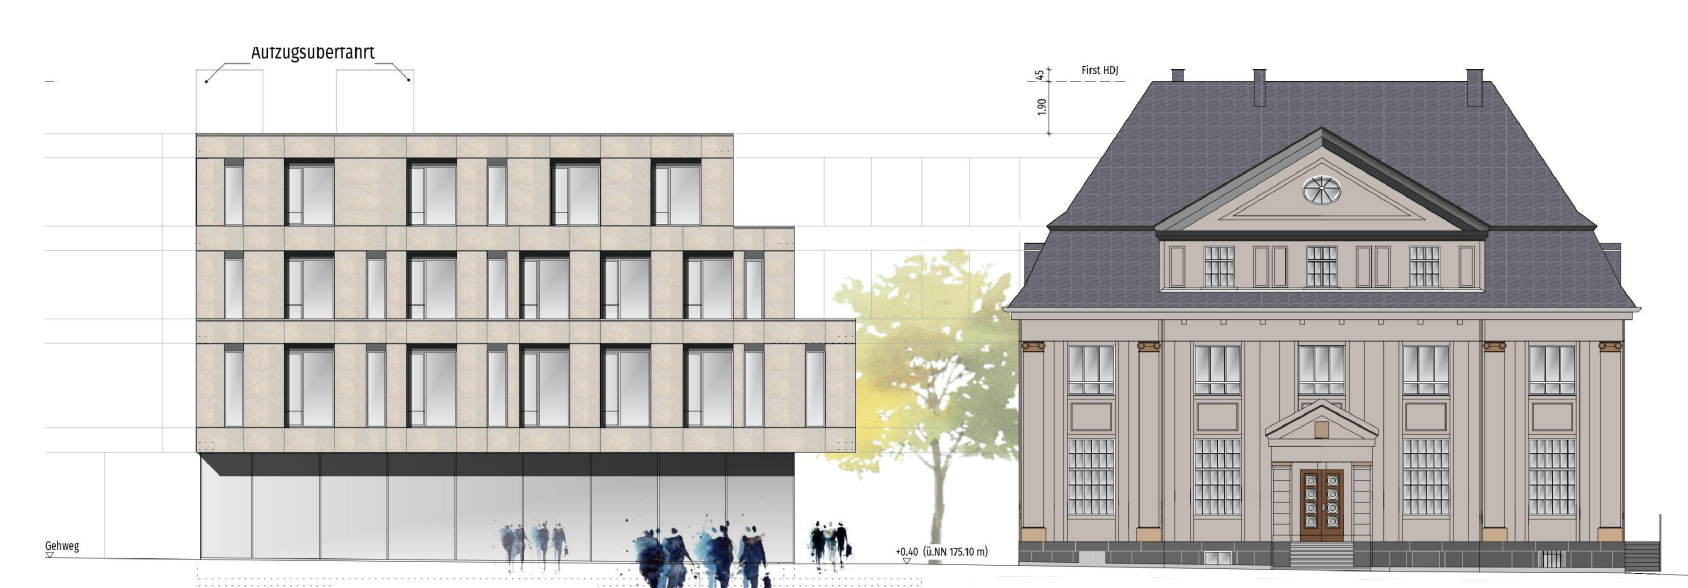 Aufzugsüberfahrt
45
First HDJ
1.90
Gehweg
+0.40 (ü.NN 175.10 m)